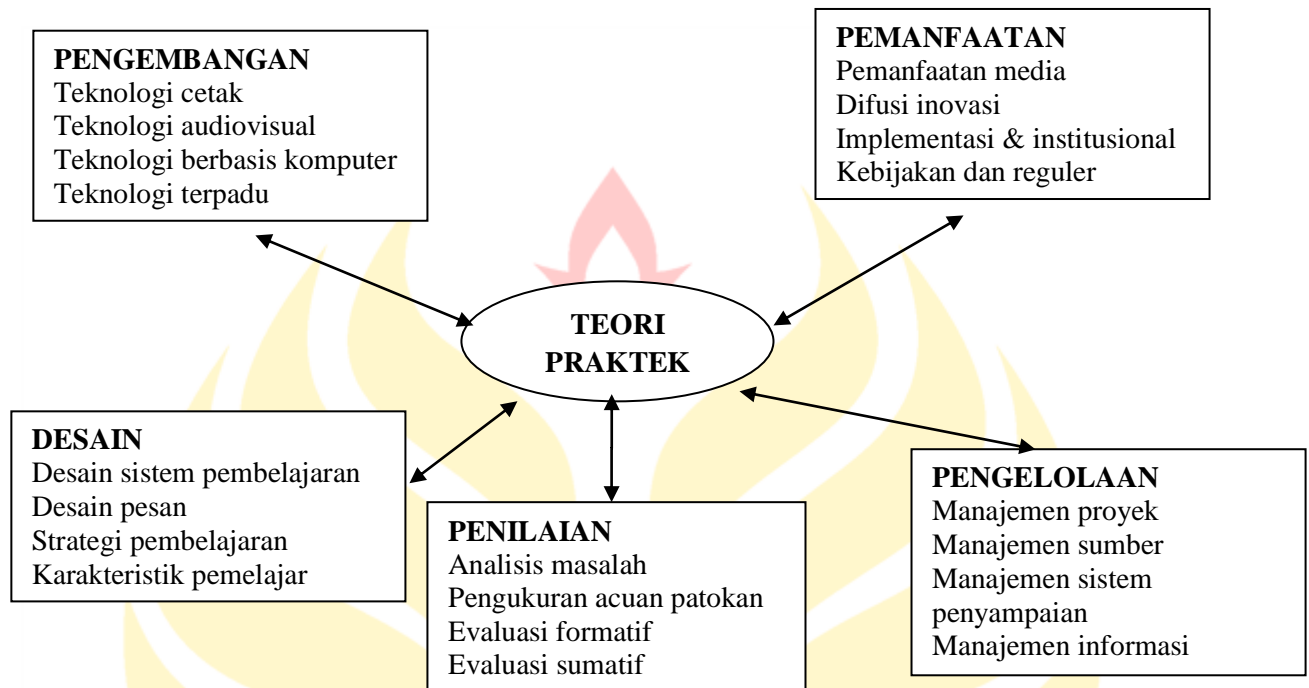 PENGEMBANGAN
Teknologi cetak
Teknologi audiovisual
Teknologi berbasis komputer
Teknologi terpadu
PEMANFAATAN
Pemanfaatan media
Difusi inovasi
Implementasi & institusional
Kebijakan dan reguler
TEORI
PRAKTEK
DESAIN
Desain sistem pembelajaran
Desain pesan
Strategi pembelajaran
Karakteristik pemelajar
PENILAIAN
Analisis masalah
Pengukuran acuan patokan
Evaluasi formatif
Evaluasi sumatif
PENGELOLAAN
Manajemen proyek
Manajemen sumber
Manajemen sistem
penyampaian
Manajemen informasi